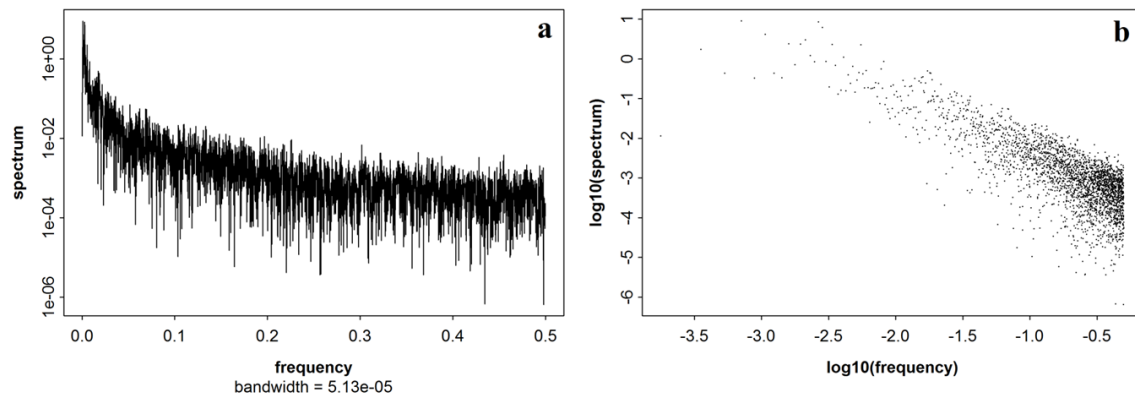 a
spectrum
1e+00
1e-02
1e-04
1e-06
0.0 0.1 0.2 0.3 0.4 0.5
frequency
bandwidth = 5.13e-05
b
log10(spectrum)
1
0
-1
-2
-3
-4
-5
-6
-3.5 -3.0 -2.5 -2.0 -1.5 -1.0 -0.5
log10(frequency)